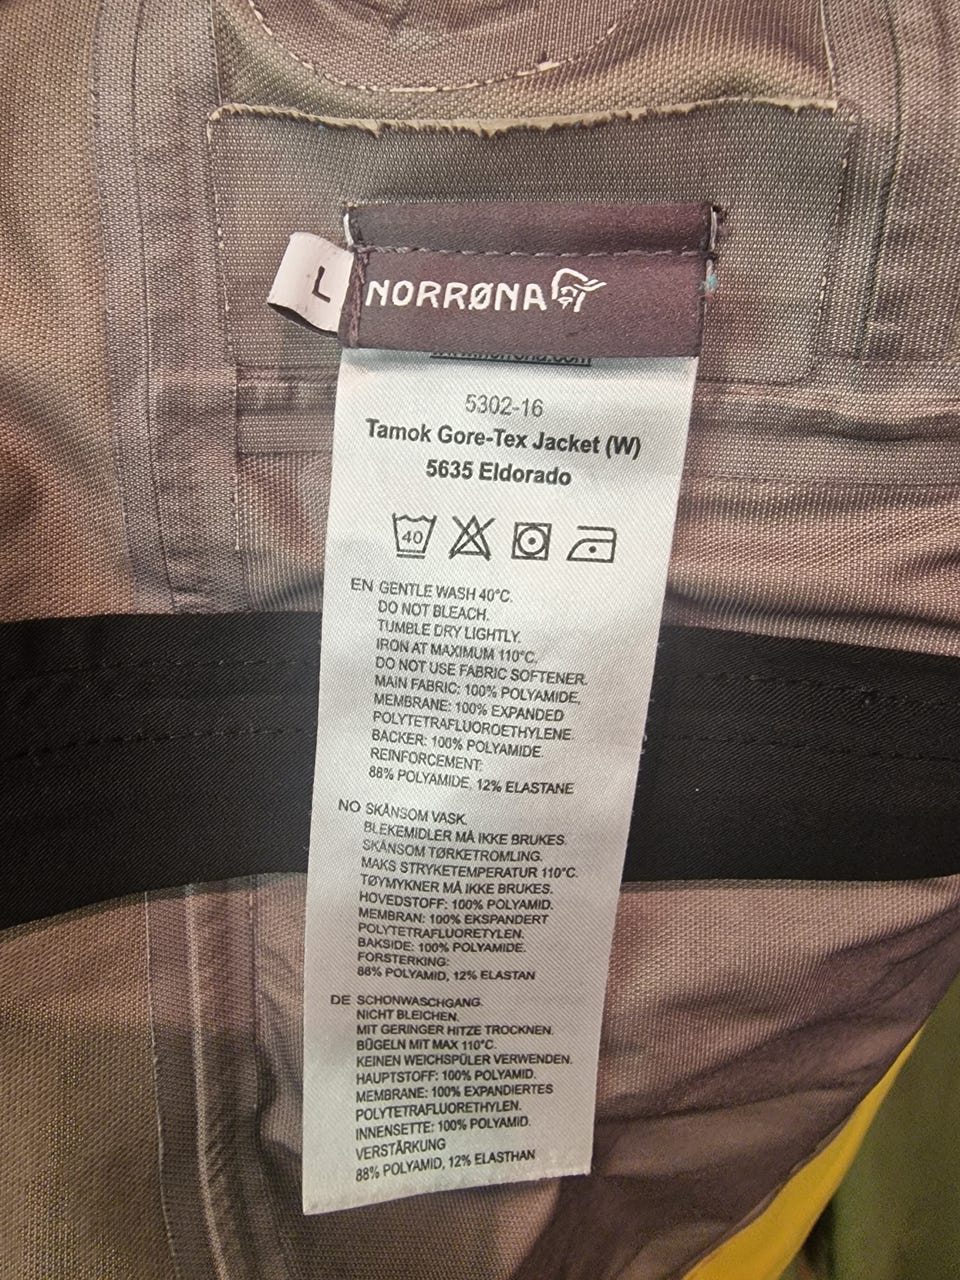 L
NORRØNA
www.norrona.com
5302-16
Tamok Gore-Tex Jacket (W)
5635 Eldorado
40
EN GENTLE WASH 40°C.
DO NOT BLEACH.
TUMBLE DRY LIGHTLY.
IRON AT MAXIMUM 110°C.
DO NOT USE FABRIC SOFTENER.
MAIN FABRIC: 100% POLYAMIDE,
MEMBRANE: 100% EXPANDED
POLYTETRAFLUOROETHYLENE.
BACKER: 100% POLYAMIDE.
REINFORCEMENT:
88% POLYAMIDE, 12% ELASTANE
NO SKÅNSOM VASK.
BLEKEMIDLER MÅ IKKE BRUKES.
SKÅNSOM TØRKETROMLING.
MAKS STRYKETEMPERATUR 110°C.
TØYMYKNER MÅ IKKE BRUKES.
HOVEDSTOFF: 100% POLYAMID.
MEMBRAN: 100% EKSPANDERT
POLYTETRAFLUORETYLEN.
BAKSIDE: 100% POLYAMIDE.
FORSTERKING:
88% POLYAMID, 12% ELASTAN
DE SCHONWASCHGANG.
NICHT BLEICHEN.
MIT GERINGER HITZE TROCKNEN.
BÜGELN MIT MAX 110°C.
KEINEN WEICHSPÜLER VERWENDEN.
HAUPTSTOFF: 100% POLYAMID.
MEMBRANE: 100% EXPANDIERTES
POLYTETRAFLUORETHYLEN.
INNENSETTE: 100% POLYAMID.
VERSTÄRKUNG
88% POLYAMID, 12% ELASTHAN